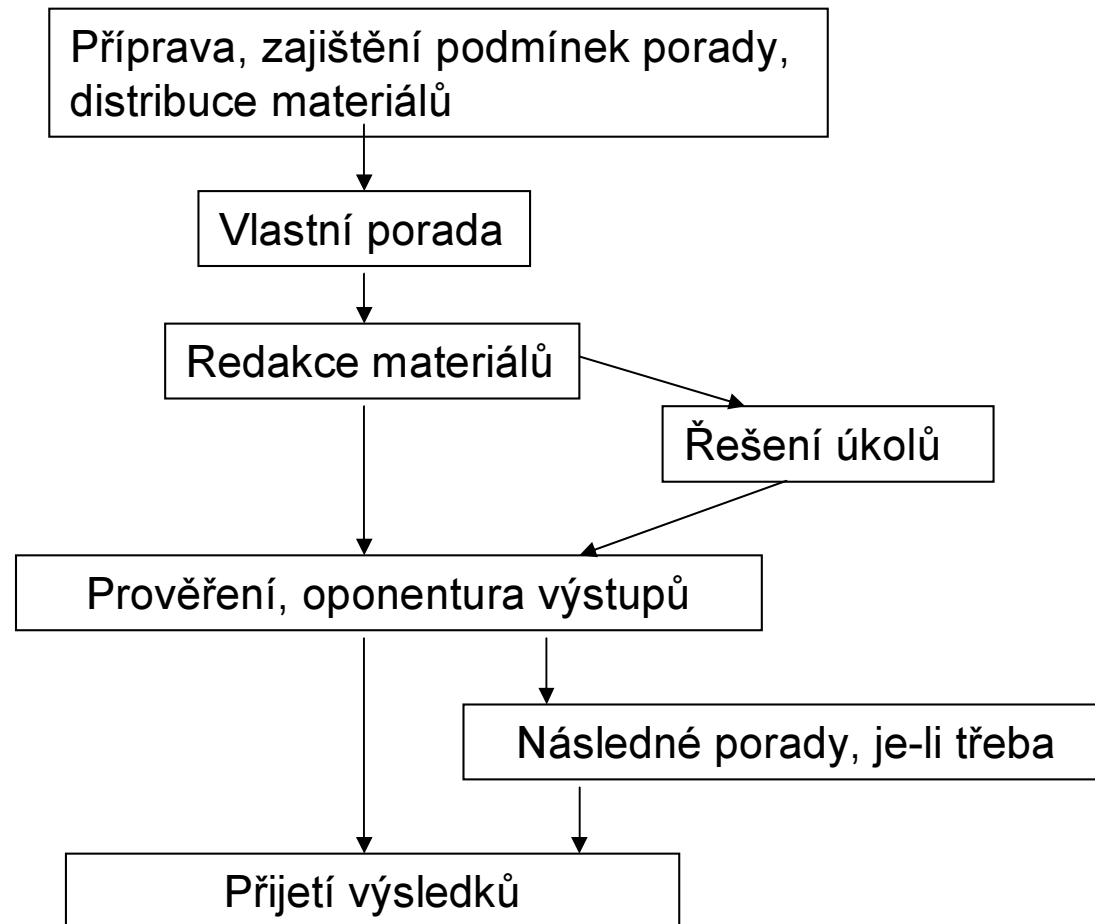 Příprava, zajištění podmínek porady,
distribuce materiálů
Vlastní porada
Redakce materiálů
Řešení úkolů
Prověření, oponentura výstupů
Následné porady, je-li třeba
Přijetí výsledků